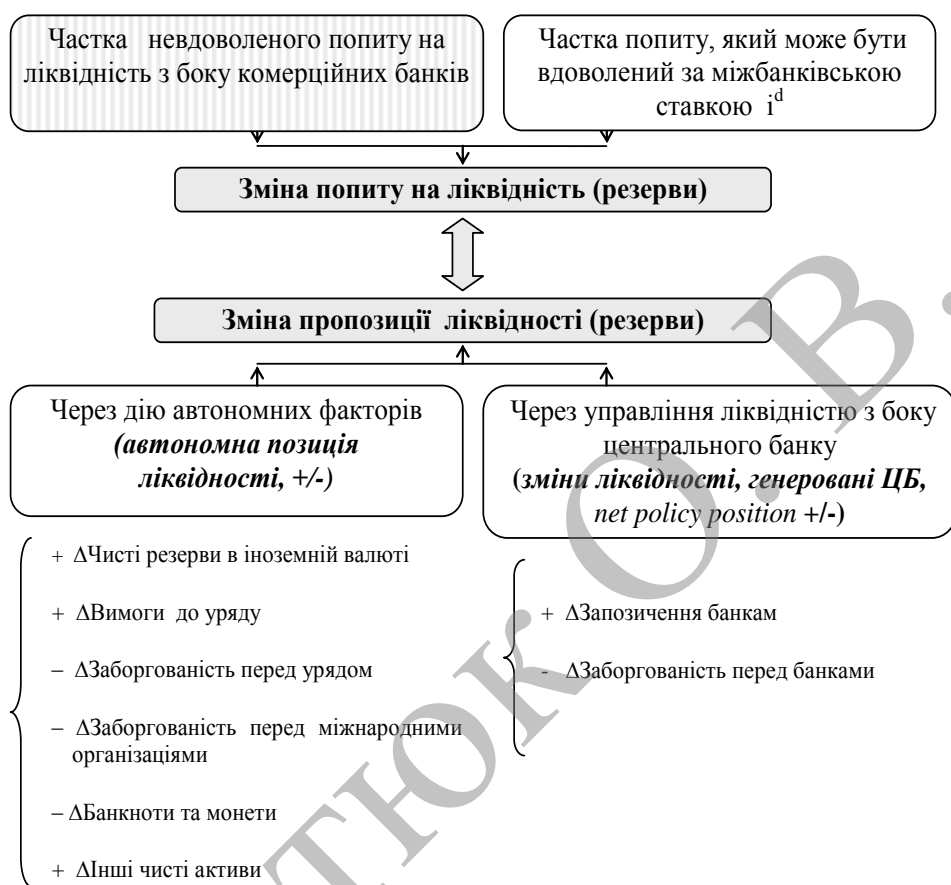 Частка невдоволеного попиту на
ліквідність з боку комерційних банків
Частка попиту, який може бути
вдоволений за міжбанківською
ставкою i^d
Зміна попиту на ліквідність (резерви)
Зміна пропозиції ліквідності (резерви)
Через дію автономних факторів
(автономна позиція
ліквідності, +/-)
Через управління ліквідністю з боку
центрального банку
(зміни ліквідності, генеровані ЦБ,
net policy position +/-)
+ ΔЧисті резерви в іноземній валюті
+ ΔВимоги до уряду
– ΔЗаборгованість перед урядом
– ΔЗаборгованість перед міжнародними
організаціями
– ΔБанкноти та монети
+ ΔІнші чисті активи
+ ΔЗапозичення банкам
- ΔЗаборгованість перед банками
ТЮК О. В.